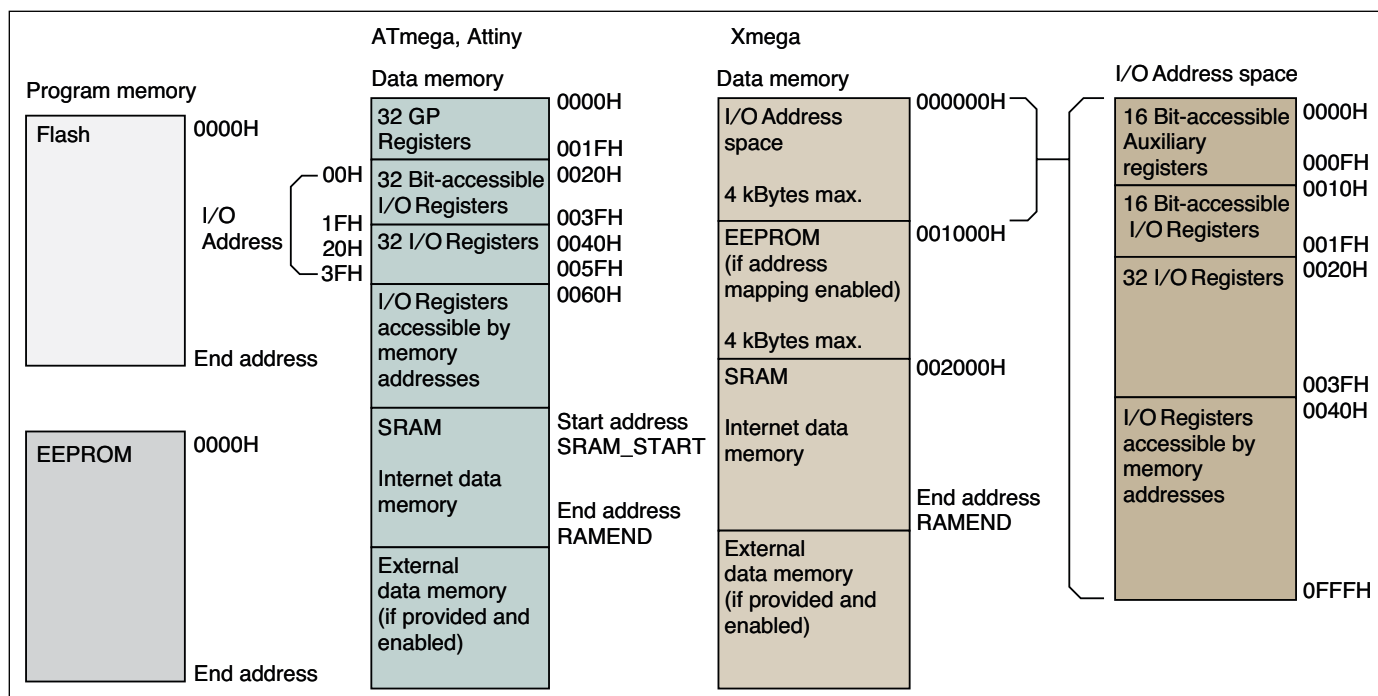 ATmega, Attiny
Xmega
Program memory
Flash
0000H
End address
EEPROM
0000H
End address
I/O
Address
00H
1FH
20H
3FH
Data memory
32 GP
Registers
0000H
001FH
32 Bit-accessible
I/O Registers
0020H
003FH
32 I/O Registers
0040H
005FH
I/O Registers
accessible by
memory
addresses
0060H
SRAM
Internet data
memory
Start address
SRAM_START
End address
RAMEND
External
data memory
(if provided and
enabled)
Data memory
I/O Address
space
4 kBytes max.
000000H
EEPROM
(if address
mapping enabled)
4 kBytes max.
001000H
SRAM
Internet data
memory
002000H
End address
RAMEND
External
data memory
(if provided and
enabled)
I/O Address space
16 Bit-accessible
Auxiliary
registers
0000H
000FH
16 Bit-accessible
I/O Registers
0010H
001FH
32 I/O Registers
0020H
003FH
I/O Registers
accessible by
memory
addresses
0040H
0FFFH